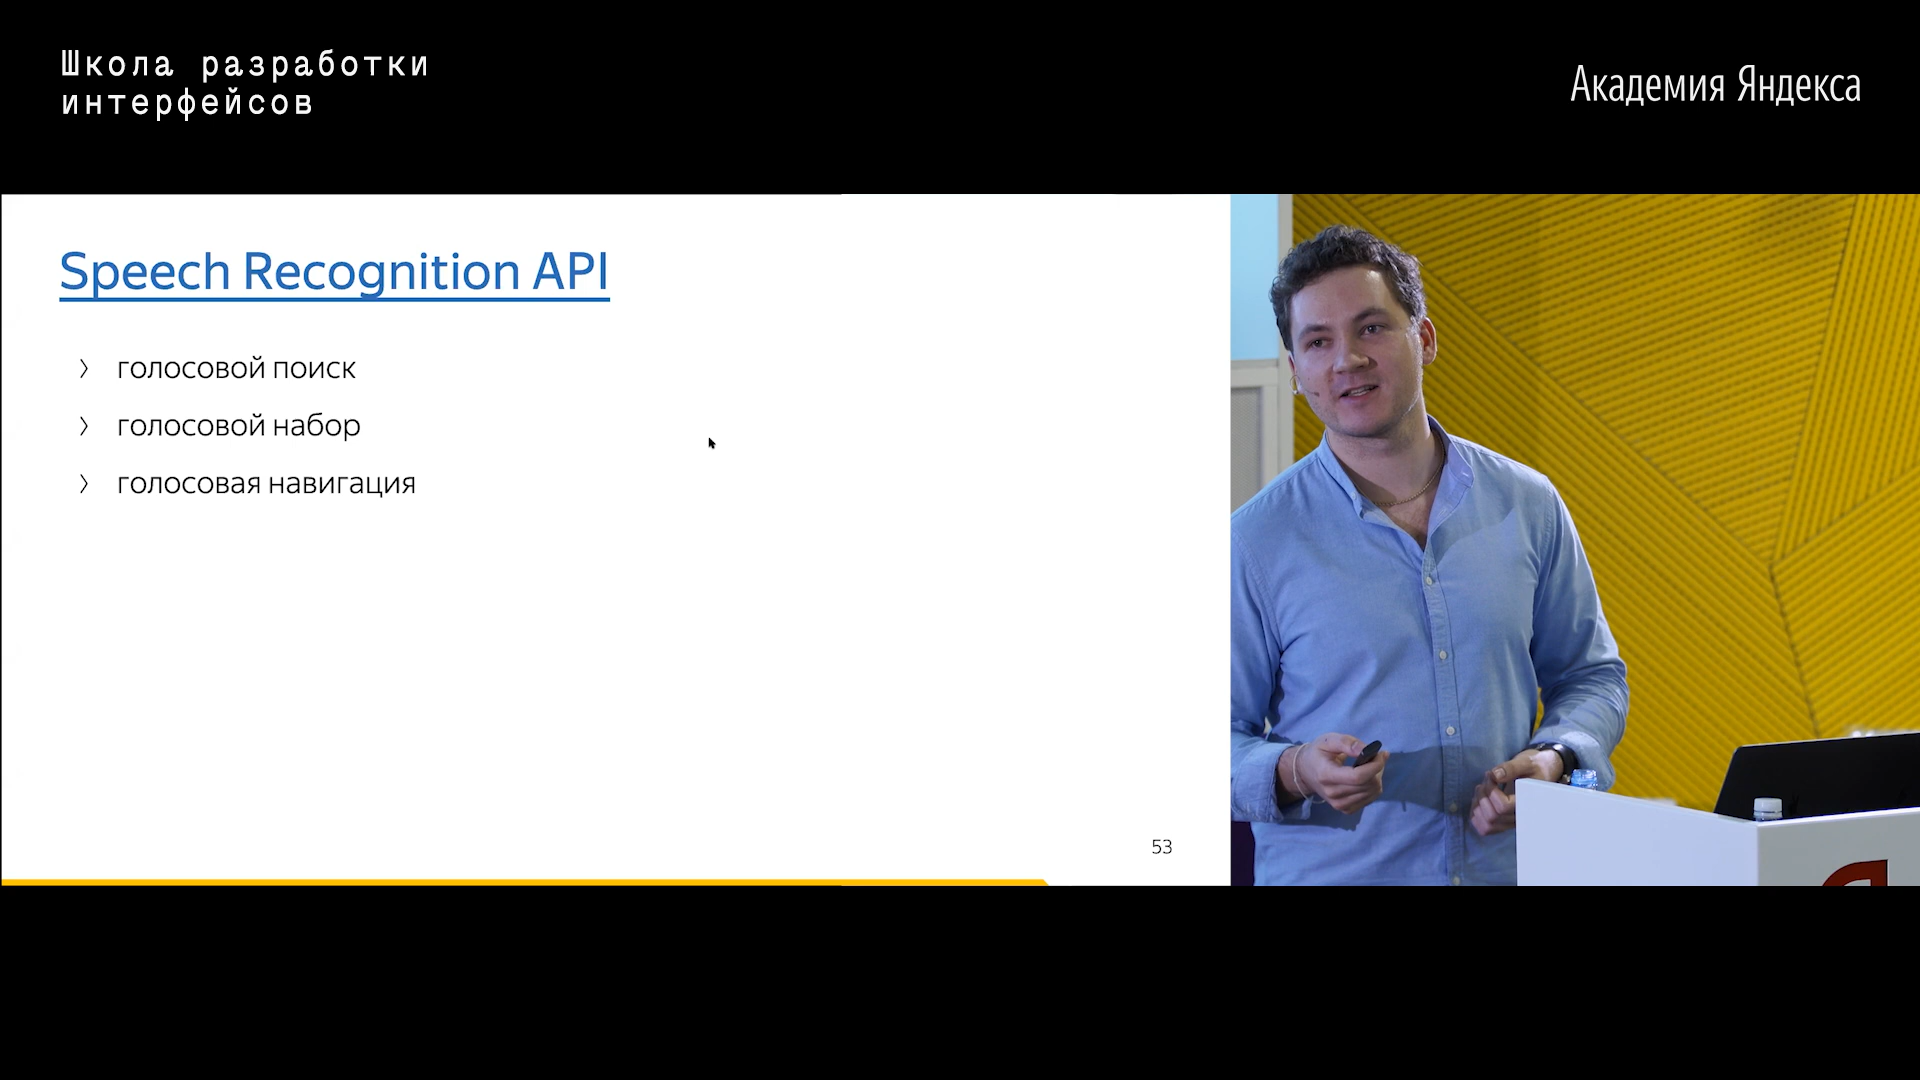 Школа разработки
интерфейсов
Академия Яндекса
Speech Recognition API
голосовой поиск
голосовой набор
голосовая навигация
53